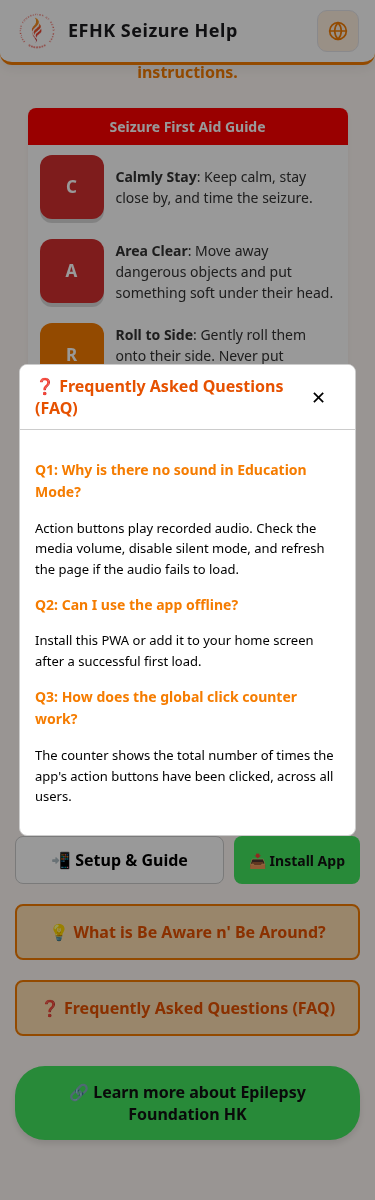 EFHK Seizure Help
instructions.
Seizure First Aid Guide
C
Calmly Stay: Keep calm, stay
close by, and time the seizure.
A
Area Clear: Move away
dangerous objects and put
something soft under their head.
R
Roll to Side: Gently roll them
onto their side. Never put
❓ Frequently Asked Questions
(FAQ)
✕
Q1: Why is there no sound in Education
Mode?
Action buttons play recorded audio. Check the
media volume, disable silent mode, and refresh
the page if the audio fails to load.
Q2: Can I use the app offline?
Install this PWA or add it to your home screen
after a successful first load.
Q3: How does the global click counter
work?
The counter shows the total number of times the
app's action buttons have been clicked, across all
users.
📲 Setup & Guide
📥 Install App
💡 What is Be Aware n' Be Around?
❓ Frequently Asked Questions (FAQ)
🔗 Learn more about Epilepsy
Foundation HK